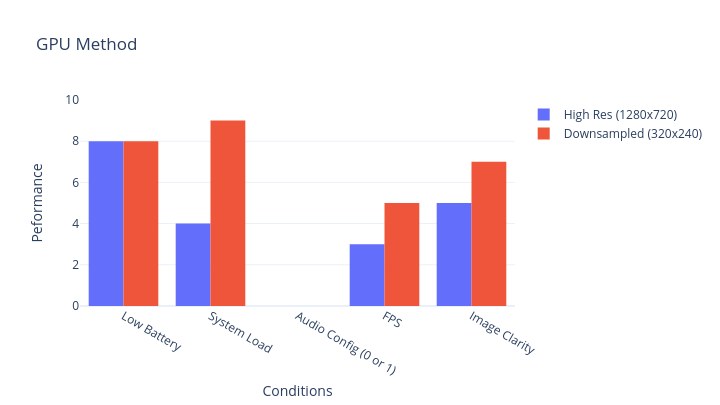 GPU Method
High Res (1280x720)
Downsampled (320x240)
Peformance
10
8
6
4
2
0
Low Battery
System Load
Audio Config (0 or 1)
FPS
Image Clarity
Conditions